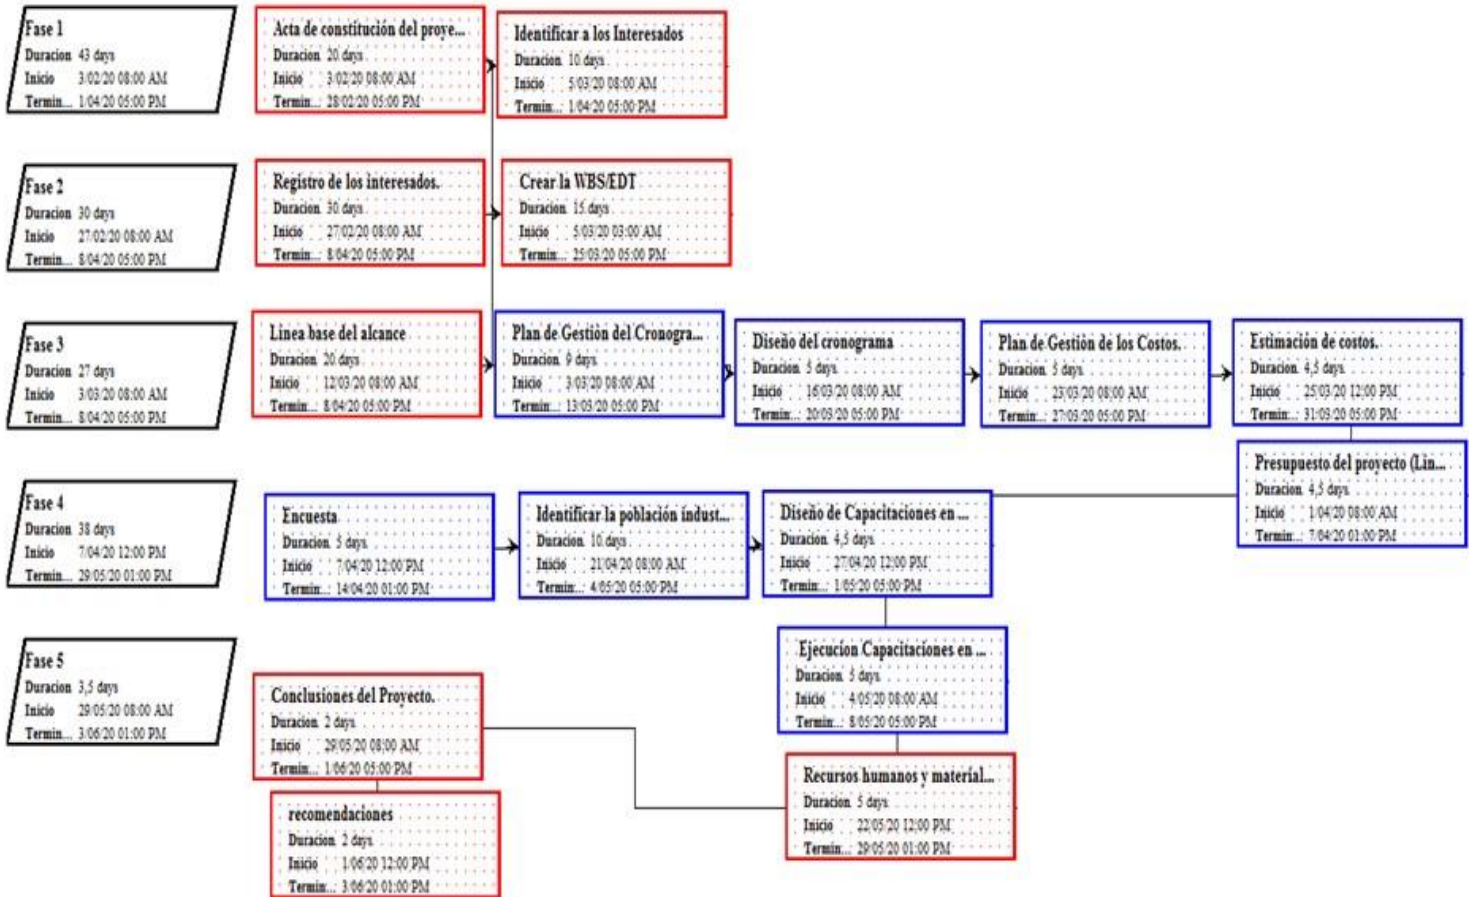 Fase 1
Duracion 43 days
Inicio 3/02/20 08:00 AM
Termin... 1/04/20 05:00 PM
Acta de constitución del proye...
Duracion 20 days
Inicio 3/02/20 08:00 AM
Termin... 28/02/20 05:00 PM
Identificar a los Interesados
Duracion 10 days
Inicio 5/03/20 08:00 AM
Termin... 1/04/20 05:00 PM
Fase 2
Duracion 30 days
Inicio 27/02/20 08:00 AM
Termin... 8/04/20 05:00 PM
Registro de los interesados.
Duracion 30 days
Inicio 27/02/20 08:00 AM
Termin... 8/04/20 05:00 PM
Crear la WBS/EDT
Duracion 15 days
Inicio 5/03/20 03:00 AM
Termin... 25/03/20 05:00 PM
Fase 3
Duracion 27 days
Inicio 3/03/20 08:00 AM
Termin... 8/04/20 05:00 PM
Linea base del alcance
Duracion 20 days
Inicio 12/03/20 08:00 AM
Termin... 8/04/20 05:00 PM
Plan de Gestión del Cronogra...
Duracion 9 days
Inicio 3/03/20 08:00 AM
Termin... 13/03/20 05:00 PM
Diseño del cronograma
Duracion 5 days
Inicio 16/03/20 08:00 AM
Termin... 20/03/20 05:00 PM
Plan de Gestión de los Costos.
Duracion 5 days
Inicio 23/03/20 08:00 AM
Termin... 27/03/20 05:00 PM
Estimación de costos.
Duracion 4,5 days
Inicio 25/03/20 12:00 PM
Termin... 31/03/20 05:00 PM
Presupuesto del proyecto (Lin...
Duracion 4,5 days
Inicio 1/04/20 08:00 AM
Termin... 7/04/20 01:00 PM
Fase 4
Duracion 38 days
Inicio 7/04/20 12:00 PM
Termin... 29/05/20 01:00 PM
Encuesta
Duracion 5 days
Inicio 7/04/20 12:00 PM
Termin... 14/04/20 01:00 PM
Identificar la población indust...
Duracion 10 days
Inicio 21/04/20 08:00 AM
Termin... 4/05/20 05:00 PM
Diseño de Capacitaciones en ...
Duracion 4,5 days
Inicio 27/04/20 12:00 PM
Termin... 1/05/20 05:00 PM
Ejecucion Capacitaciones en ...
Duracion 5 days
Inicio 4/05/20 08:00 AM
Termin... 8/05/20 05:00 PM
Fase 5
Duracion 3,5 days
Inicio 29/05/20 08:00 AM
Termin... 3/06/20 01:00 PM
Conclusiones del Proyecto.
Duracion 2 days
Inicio 29/05/20 08:00 AM
Termin... 1/06/20 05:00 PM
Recursos humanos y material...
Duracion 5 days
Inicio 22/05/20 12:00 PM
Termin... 29/05/20 01:00 PM
recomendaciones
Duracion 2 days
Inicio 1/06/20 12:00 PM
Termin... 3/06/20 01:00 PM